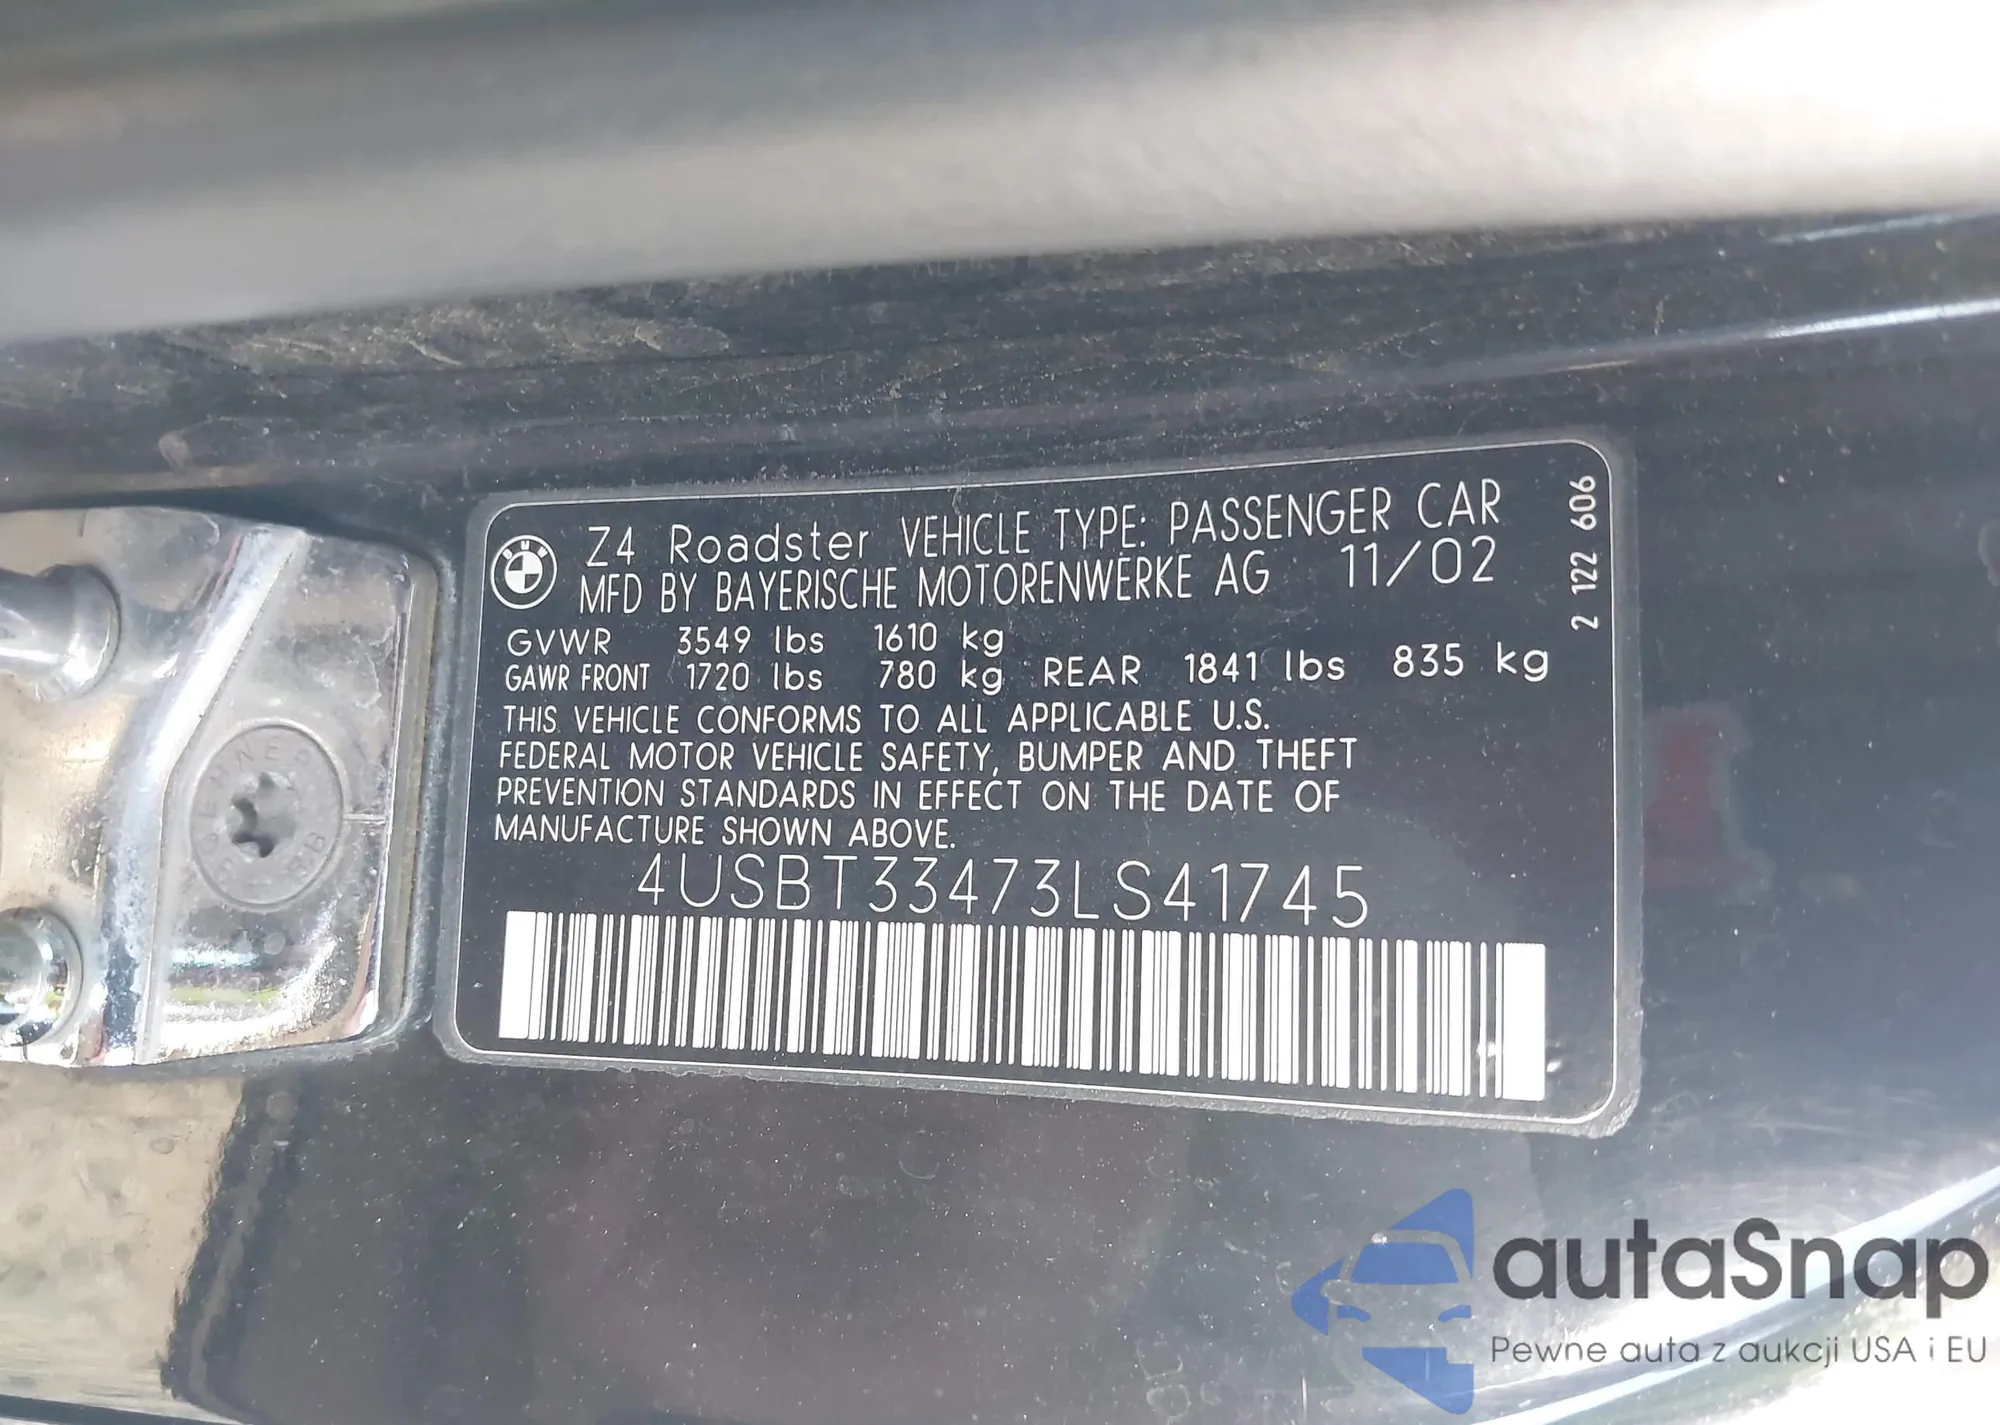 Z4 Roadster VEHICLE TYPE: PASSENGER CAR
MFD BY BAYERISCHE MOTORENWERKE AG 11/02
GVWR 3549 lbs 1610 kg
GAWR FRONT 1720 lbs 780 kg REAR 1841 lbs 835 kg
THIS VEHICLE CONFORMS TO ALL APPLICABLE U.S.
FEDERAL MOTOR VEHICLE SAFETY, BUMPER AND THEFT
PREVENTION STANDARDS IN EFFECT ON THE DATE OF
MANUFACTURE SHOWN ABOVE.
4USBT33473LS41745
2 122 606
autaSnap
Pewne auta z aukcji USA i EU